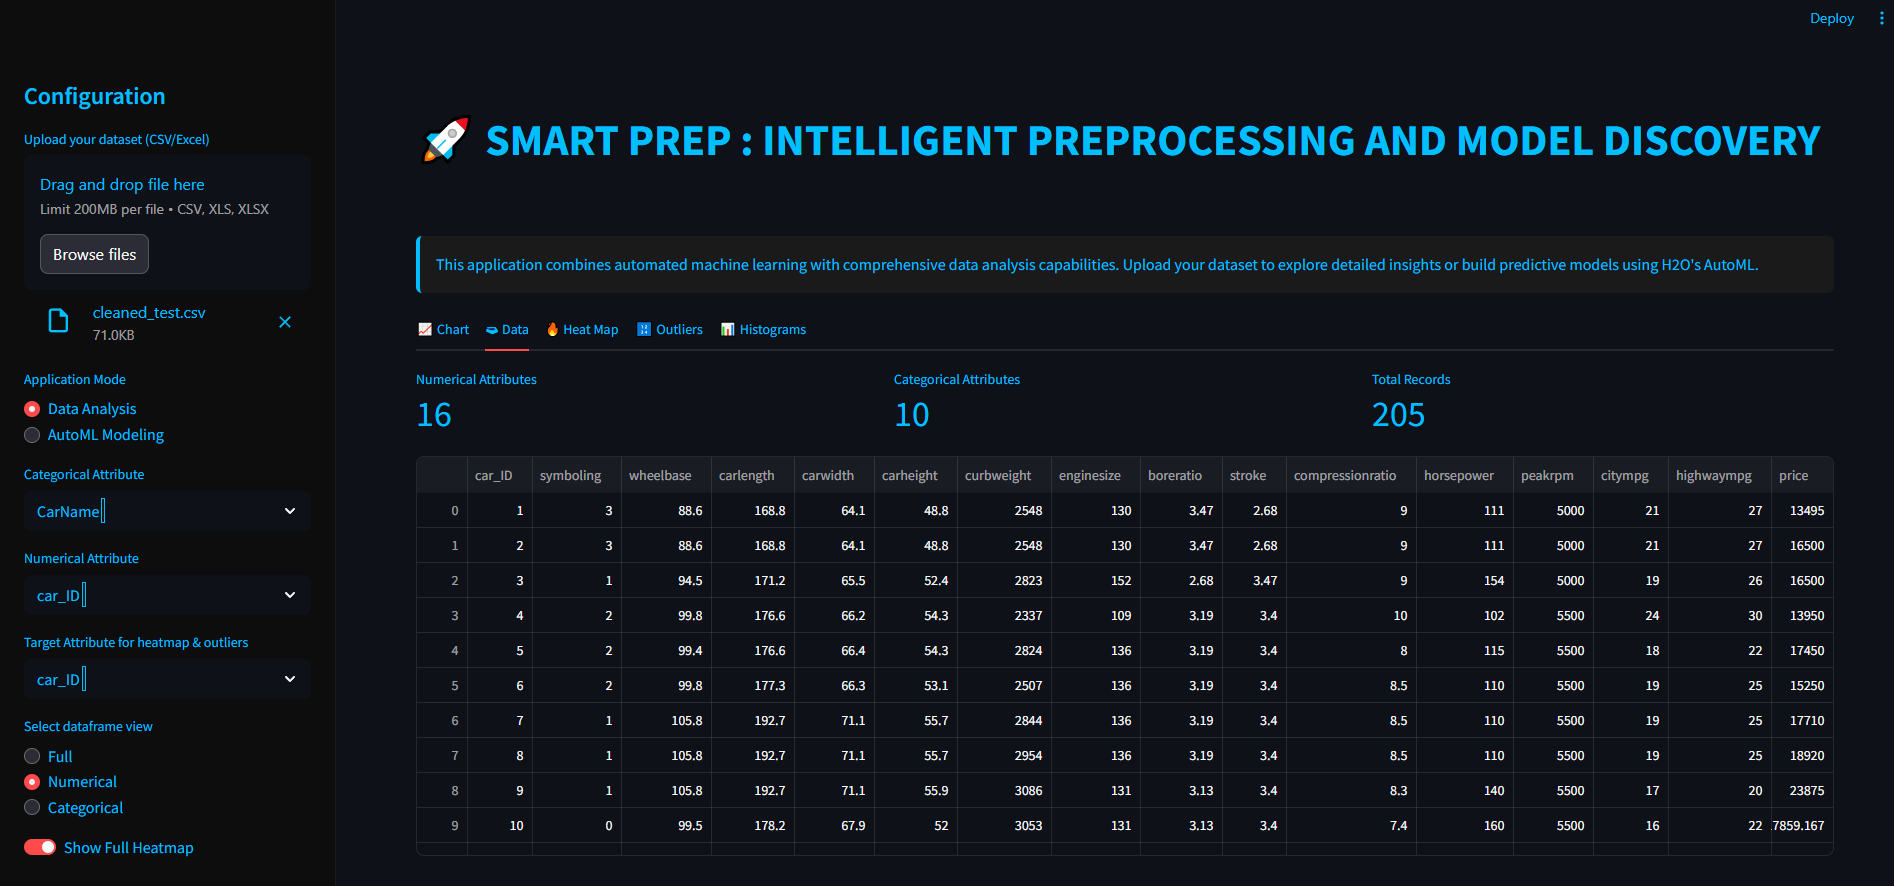 Deploy
Configuration
Upload your dataset (CSV/Excel)
Drag and drop file here
Limit 200MB per file • CSV, XLS, XLSX
Browse files
cleaned_test.csv
71.0KB
Application Mode
Data Analysis
AutoML Modeling
Categorical Attribute
CarName
Numerical Attribute
car_ID
Target Attribute for heatmap & outliers
car_ID
Select dataframe view
Full
Numerical
Categorical
Show Full Heatmap
SMART PREP : INTELLIGENT PREPROCESSING AND MODEL DISCOVERY
This application combines automated machine learning with comprehensive data analysis capabilities. Upload your dataset to explore detailed insights or build predictive models using H2O's AutoML.
Chart Data Heat Map Outliers Histograms
Numerical Attributes Categorical Attributes Total Records
16 10 205
car_ID symboling wheelbase carlength carwidth carheight curbweight enginesize boreratio stroke compressionratio horsepower peakrpm citympg highwaympg price
0 1 3 88.6 168.8 64.1 48.8 2548 130 3.47 2.68 9 111 5000 21 27 13495
1 2 3 88.6 168.8 64.1 48.8 2548 130 3.47 2.68 9 111 5000 21 27 16500
2 3 1 94.5 171.2 65.5 52.4 2823 152 2.68 3.47 9 154 5000 19 26 16500
3 4 2 99.8 176.6 66.2 54.3 2337 109 3.19 3.4 10 102 5500 24 30 13950
4 5 2 99.4 176.6 66.4 54.3 2824 136 3.19 3.4 8 115 5500 18 22 17450
5 6 2 99.8 177.3 66.3 53.1 2507 136 3.19 3.4 8.5 110 5500 19 25 15250
6 7 1 105.8 192.7 71.1 55.7 2844 136 3.19 3.4 8.5 110 5500 19 25 17710
7 8 1 105.8 192.7 71.1 55.7 2954 136 3.19 3.4 8.5 110 5500 19 25 18920
8 9 1 105.8 192.7 71.1 55.9 3086 131 3.13 3.4 8.3 140 5500 17 20 23875
9 10 0 99.5 178.2 67.9 52 3053 131 3.13 3.4 7.4 160 5500 16 22 7859.167